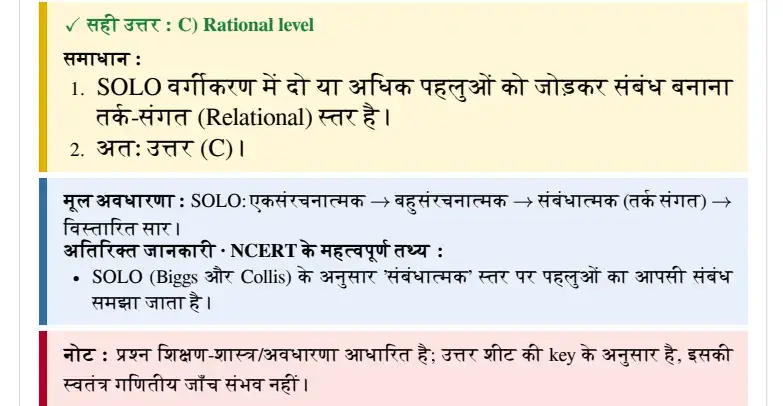 ✓ सही उत्तर : C) Rational level
समाधान :
1. SOLO वर्गीकरण में दो या अधिक पहलुओं को जोड़कर संबंध बनाना
तर्क-संगत (Relational) स्तर है।
2. अतः उत्तर (C)।
मूल अवधारणा : SOLO: एकसंरचनात्मक → बहुसंरचनात्मक → संबंधात्मक (तर्क संगत) →
विस्तारित सार।
अतिरिक्त जानकारी · NCERT के महत्वपूर्ण तथ्य :
• SOLO (Biggs और Collis) के अनुसार 'संबंधात्मक' स्तर पर पहलुओं का आपसी संबंध
समझा जाता है।
नोट : प्रश्न शिक्षण-शास्त्र/अवधारणा आधारित है; उत्तर शीट की key के अनुसार है, इसकी
स्वतंत्र गणितीय जाँच संभव नहीं।